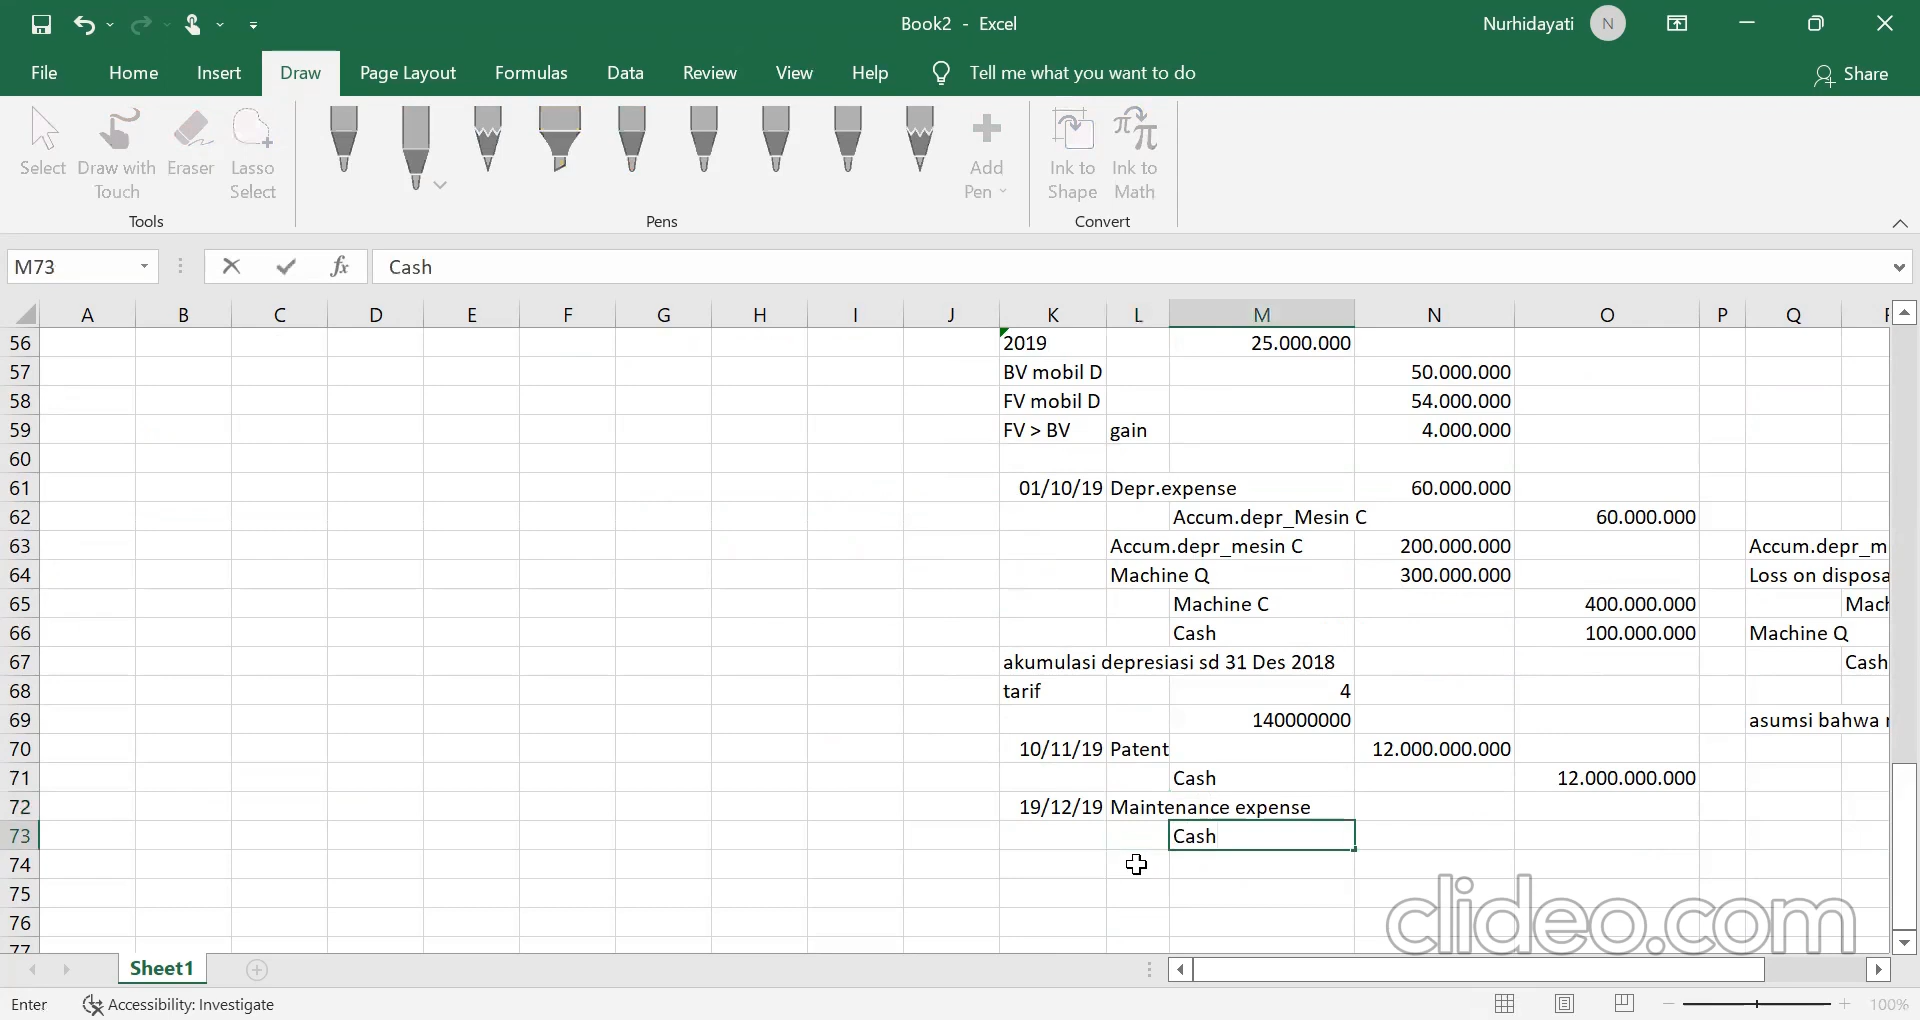 Book2 - Excel
Nurhidayati
N
File Home Insert Draw Page Layout Formulas Data Review View Help Tell me what you want to do Share
Select
Draw with Touch
Eraser
Lasso Select
Add Pen
Ink to Shape
Ink to Math
Tools Pens Convert
M73 fx Cash
A B C D E F G H I J K L M N O P Q
56 2019 25.000.000
57 BV mobil D 50.000.000
58 FV mobil D 54.000.000
59 FV > BV gain 4.000.000
60
61 01/10/19 Depr.expense 60.000.000
62 Accum.depr_Mesin C 60.000.000
63 Accum.depr_mesin C 200.000.000 Accum.depr_m
64 Machine Q 300.000.000 Loss on disposa
65 Machine C 400.000.000 Mach
66 Cash 100.000.000 Machine Q
67 akumulasi depresiasi sd 31 Des 2018 Cash
68 tarif 4
69 140000000 asumsi bahwa
70 10/11/19 Patent 12.000.000.000
71 Cash 12.000.000.000
72 19/12/19 Maintenance expense
73 Cash
74
75
76
77
clideo.com
Sheet1
Enter Accessibility: Investigate 100%